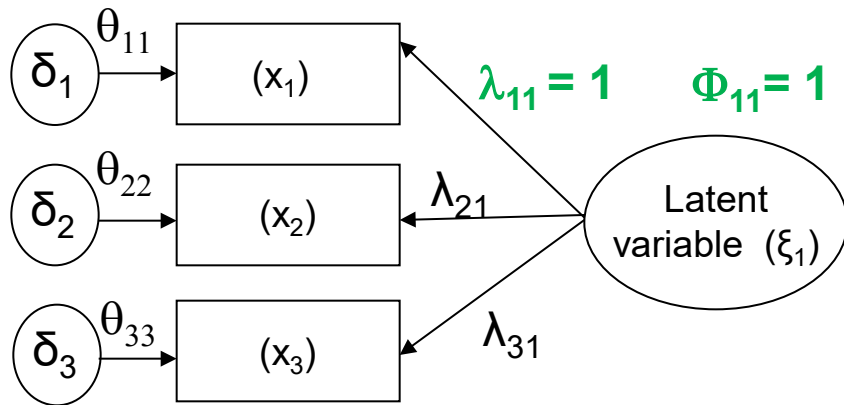 θ₁₁
δ₁
(x₁)
λ₁₁ = 1
Φ₁₁= 1
θ₂₂
δ₂
(x₂)
λ₂₁
Latent
variable (ξ₁)
θ₃₃
δ₃
(x₃)
λ₃₁